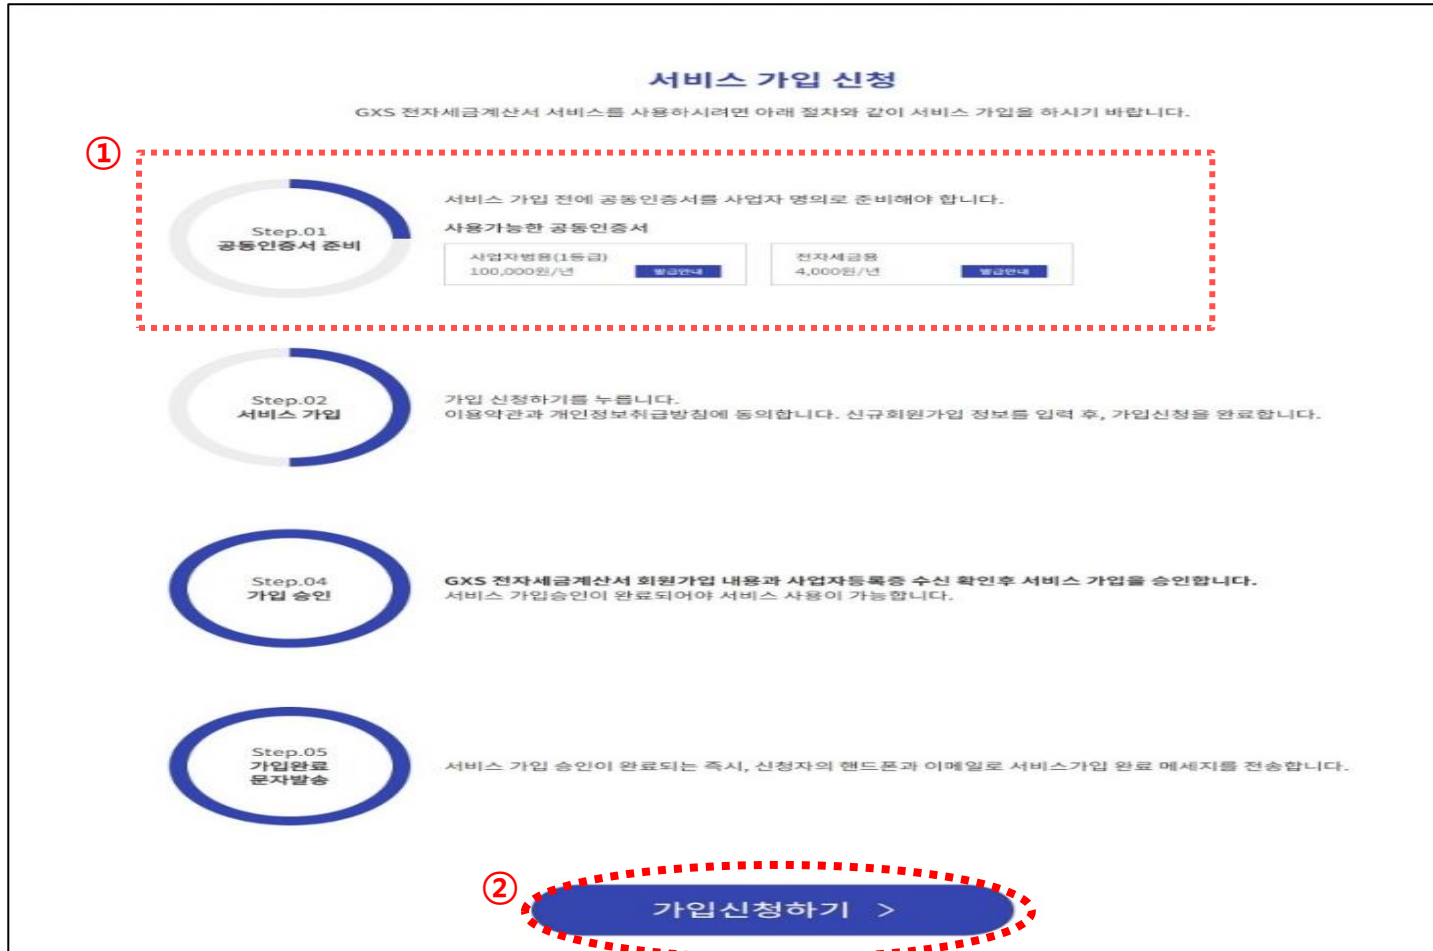 서비스 가입 신청
GXS 전자세금계산서 서비스를 사용하시려면 아래 절차와 같이 서비스 가입을 하시기 바랍니다.
①
Step.01
공동인증서 준비
서비스 가입 전에 공동인증서를 사업자 명의로 준비해야 합니다.
사용가능한 공동인증서
사업자범용(1등급)
100,000원/년
발급안내
전자세금용
4,000원/년
발급안내
Step.02
서비스 가입
가입 신청하기를 누릅니다.
이용약관과 개인정보취급방침에 동의합니다. 신규회원가입 정보를 입력 후, 가입신청을 완료합니다.
Step.04
가입 승인
GXS 전자세금계산서 회원가입 내용과 사업자등록증 수신 확인후 서비스 가입을 승인합니다.
서비스 가입승인이 완료되어야 서비스 사용이 가능합니다.
Step.05
가입완료
문자발송
서비스 가입 승인이 완료되는 즉시, 신청자의 핸드폰과 이메일로 서비스가입 완료 메세지를 전송합니다.
②
가입신청하기 >